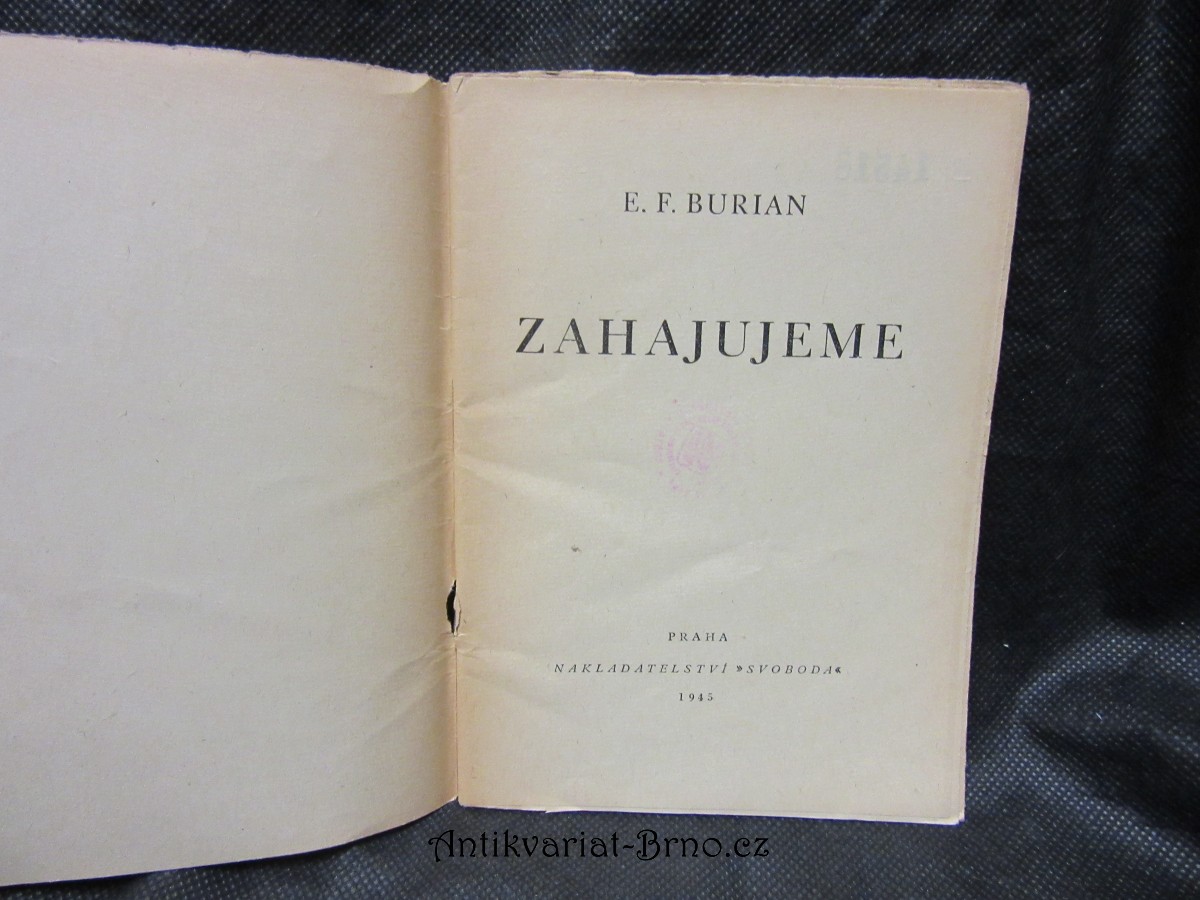 E. F. BURIAN
ZAHAJUJEME
PRAHA
NAKLADATELSTVÍ »SVOBODA«
1945
Antikvariat-Brno.cz